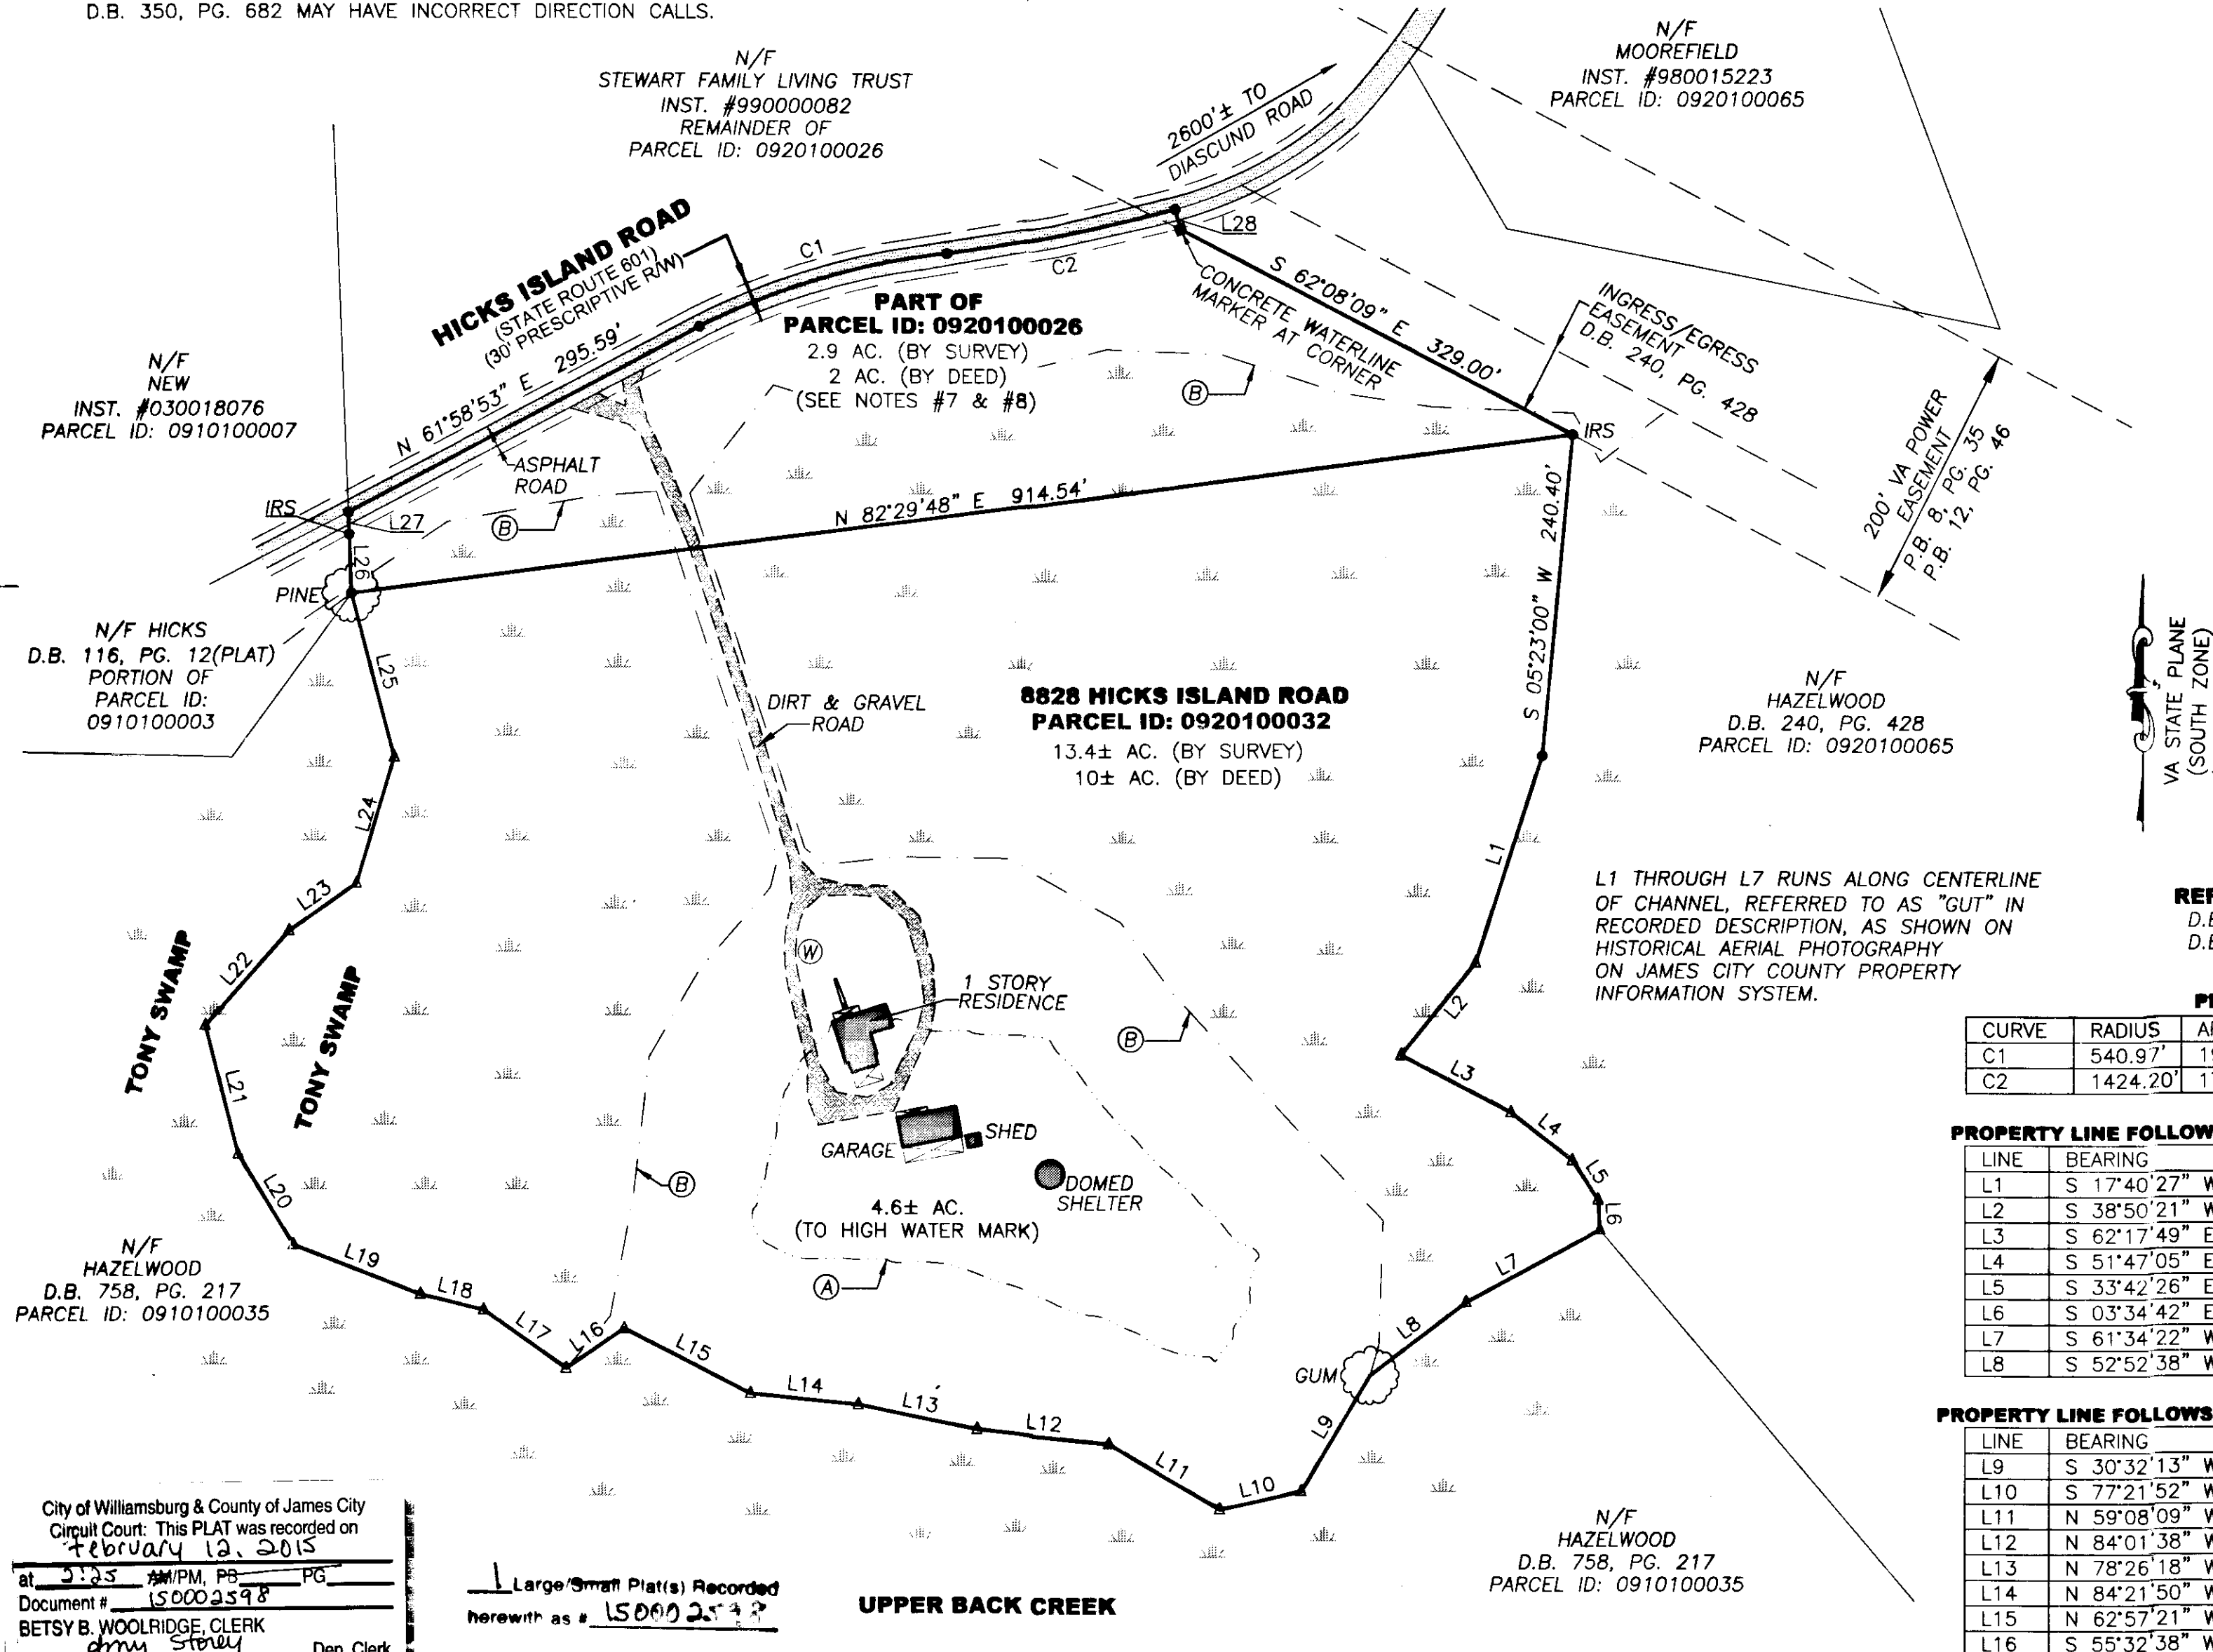 D.B. 350, PG. 682 MAY HAVE INCORRECT DIRECTION CALLS.
N/F
STEWART FAMILY LIVING TRUST
INST. #990000082
REMAINDER OF
PARCEL ID: 0920100026
N/F
MOOREFIELD
INST. #980015223
PARCEL ID: 0920100065
2600'± TO
DIASCUND ROAD
HICKS ISLAND ROAD
(STATE ROUTE 601)
(30' PRESCRIPTIVE R/W)
C1
C2
L28
N/F
NEW
INST. #030018076
PARCEL ID: 0910100007
N 61°58'53" E 295.59'
ASPHALT
ROAD
PART OF
PARCEL ID: 0920100026
2.9 AC. (BY SURVEY)
2 AC. (BY DEED)
(SEE NOTES #7 & #8)
CONCRETE WATERLINE
MARKER AT CORNER
S 62°08'09" E 329.00'
INGRESS/EGRESS
EASEMENT
D.B. 240, PG. 428
200' VA POWER
EASEMENT
P.B. 8, PG. 35
P.B. 12, PG. 46
B
B
IRS
IRS
L27
L26
PINE
N 82°29'48" E 914.54'
S 05°23'00" W 240.40'
N/F HICKS
D.B. 116, PG. 12(PLAT)
PORTION OF
PARCEL ID:
0910100003
L25
L24
L23
L22
L21
L20
L19
L18
L17
L16
L15
L14
L13
L12
L11
L10
L9
L8
L7
L6
L5
L4
L3
L2
L1
DIRT & GRAVEL
ROAD
8828 HICKS ISLAND ROAD
PARCEL ID: 0920100032
13.4± AC. (BY SURVEY)
10± AC. (BY DEED)
N/F
HAZELWOOD
D.B. 240, PG. 428
PARCEL ID: 0920100065
VA STATE PLANE
(SOUTH ZONE)
L1 THROUGH L7 RUNS ALONG CENTERLINE
OF CHANNEL, REFERRED TO AS "GUT" IN
RECORDED DESCRIPTION, AS SHOWN ON
HISTORICAL AERIAL PHOTOGRAPHY
ON JAMES CITY COUNTY PROPERTY
INFORMATION SYSTEM.
TONY SWAMP
TONY SWAMP
W
1 STORY
RESIDENCE
B
B
GARAGE
SHED
DOMED
SHELTER
4.6± AC.
(TO HIGH WATER MARK)
A
GUM
N/F
HAZELWOOD
D.B. 758, PG. 217
PARCEL ID: 0910100035
N/F
HAZELWOOD
D.B. 758, PG. 217
PARCEL ID: 0910100035
UPPER BACK CREEK
CURVE RADIUS
C1 540.97'
C2 1424.20'
PROPERTY LINE FOLLOW
LINE BEARING
L1 S 17°40'27" W
L2 S 38°50'21" W
L3 S 62°17'49" E
L4 S 51°47'05" E
L5 S 33°42'26" E
L6 S 03°34'42" E
L7 S 61°34'22" W
L8 S 52°52'38" W
PROPERTY LINE FOLLOWS
LINE BEARING
L9 S 30°32'13" W
L10 S 77°21'52" W
L11 N 59°08'09" W
L12 N 84°01'38" W
L13 N 78°26'18" W
L14 N 84°21'50" W
L15 N 62°57'21" W
L16 S 55°32'38" W
City of Williamsburg & County of James City
Circuit Court: This PLAT was recorded on
February 12, 2015
at 2:25 AM/PM, PB PG
Document # 150002598
BETSY B. WOOLRIDGE, CLERK
Amy Storey Dep. Clerk
1 Large/Small Plat(s) Recorded
herewith as # 150002598